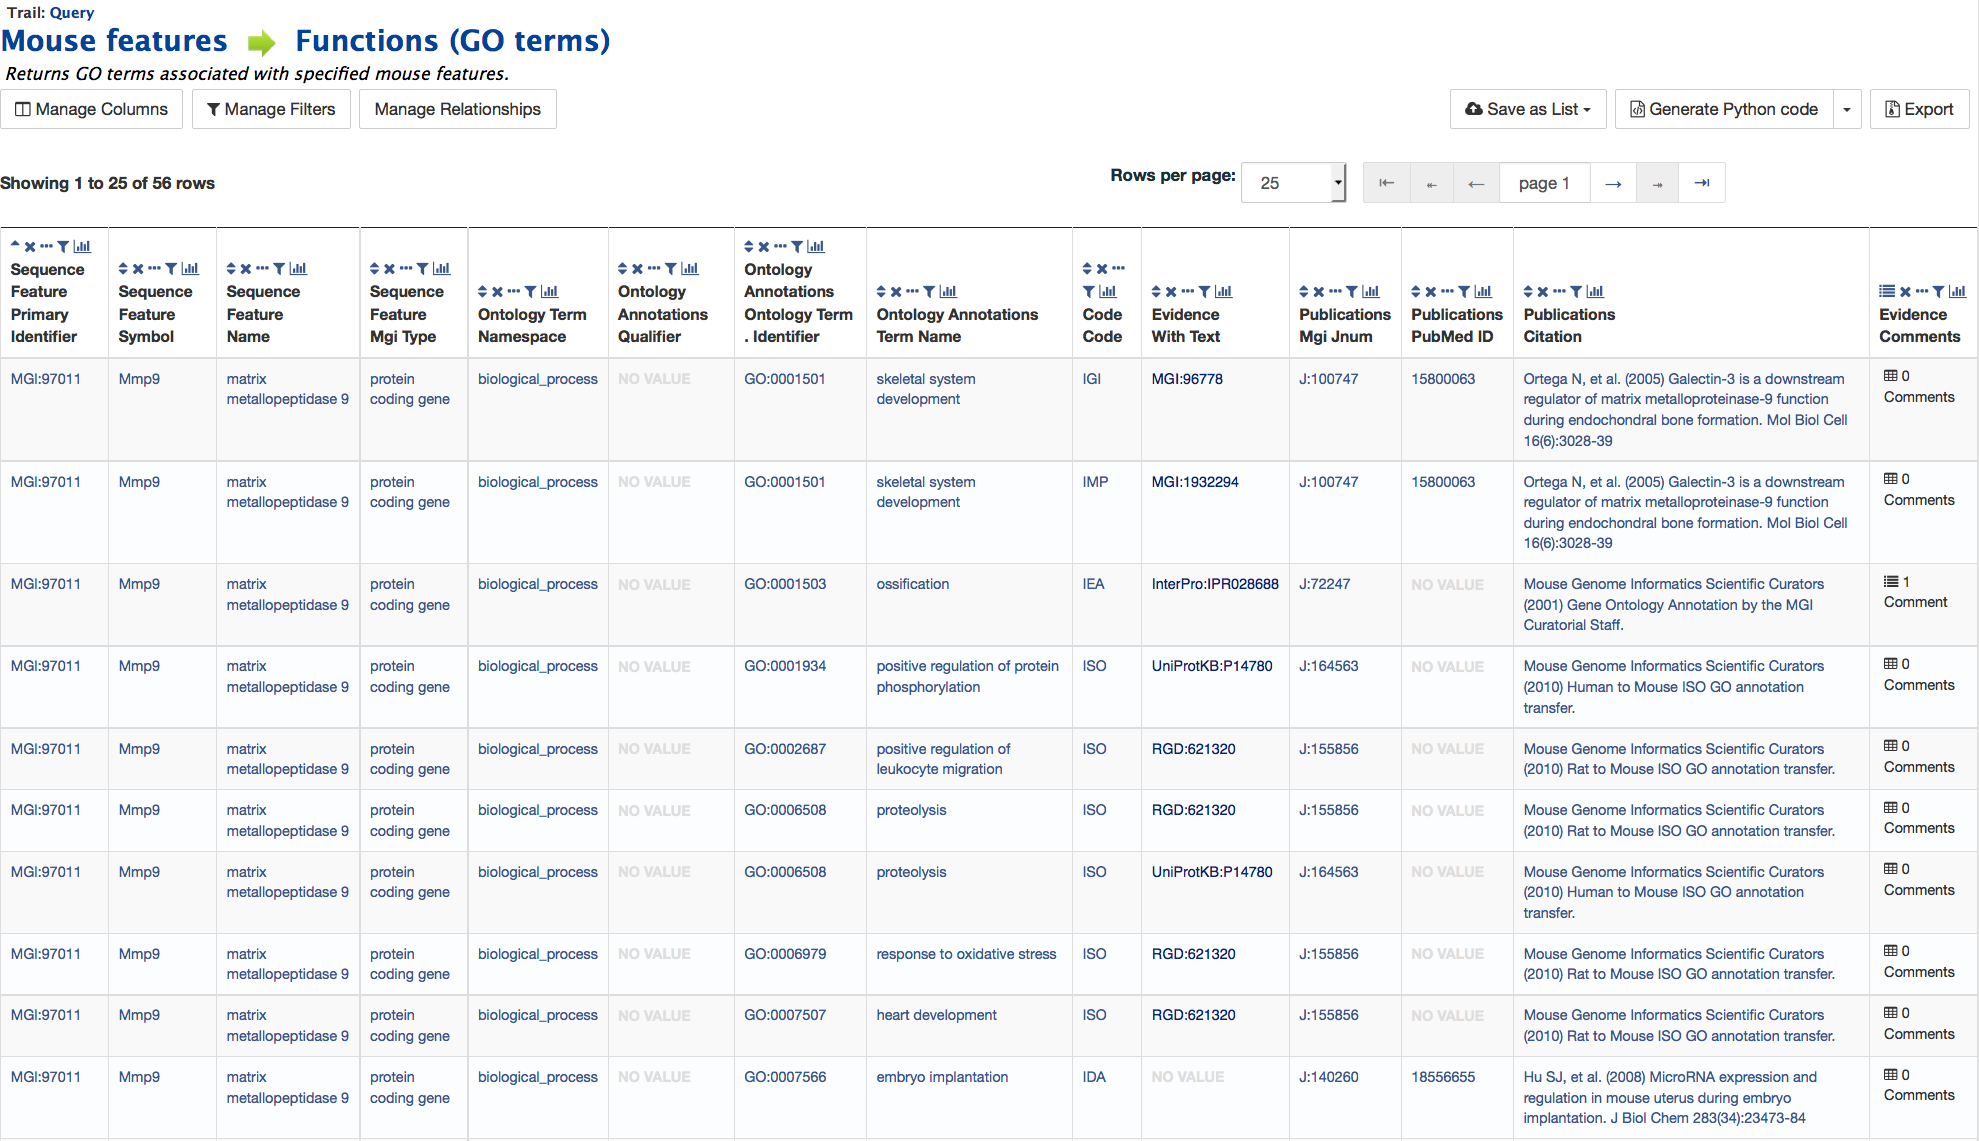 Trail: Query
Mouse features Functions (GO terms)
Returns GO terms associated with specified mouse features.
Manage Columns Manage Filters Manage Relationships Save as List Generate Python code Export
Showing 1 to 25 of 56 rows Rows per page: 25 page 1
Sequence Feature Primary Identifier
Sequence Feature Symbol
Sequence Feature Name
Sequence Feature Mgi Type
Ontology Term Namespace
Ontology Annotations Qualifier
Ontology Annotations Ontology Term . Identifier
Ontology Annotations Term Name
Code Code
Evidence With Text
Publications Mgi Jnum
Publications PubMed ID
Publications Citation
Evidence Comments
MGI:97011 Mmp9 matrix protein biological_process NO VALUE GO:0001501 skeletal system IGI MGI:96778 J:100747 15800063 Ortega N, et al. (2005) Galectin-3 is a downstream 0
metallopeptidase 9 coding gene development regulator of matrix metalloproteinase-9 function Comments
during endochondral bone formation. Mol Biol Cell
16(6):3028-39
MGI:97011 Mmp9 matrix protein biological_process NO VALUE GO:0001501 skeletal system IMP MGI:1932294 J:100747 15800063 Ortega N, et al. (2005) Galectin-3 is a downstream 0
metallopeptidase 9 coding gene development regulator of matrix metalloproteinase-9 function Comments
during endochondral bone formation. Mol Biol Cell
16(6):3028-39
MGI:97011 Mmp9 matrix protein biological_process NO VALUE GO:0001503 ossification IEA InterPro:IPR028688 J:72247 NO VALUE Mouse Genome Informatics Scientific Curators 1
metallopeptidase 9 coding gene (2001) Gene Ontology Annotation by the MGI Comment
Curatorial Staff.
MGI:97011 Mmp9 matrix protein biological_process NO VALUE GO:0001934 positive regulation of protein ISO UniProtKB:P14780 J:164563 NO VALUE Mouse Genome Informatics Scientific Curators 0
metallopeptidase 9 coding gene phosphorylation (2010) Human to Mouse ISO GO annotation Comments
transfer.
MGI:97011 Mmp9 matrix protein biological_process NO VALUE GO:0002687 positive regulation of ISO RGD:621320 J:155856 NO VALUE Mouse Genome Informatics Scientific Curators 0
metallopeptidase 9 coding gene leukocyte migration (2010) Rat to Mouse ISO GO annotation transfer. Comments
MGI:97011 Mmp9 matrix protein biological_process NO VALUE GO:0006508 proteolysis ISO RGD:621320 J:155856 NO VALUE Mouse Genome Informatics Scientific Curators 0
metallopeptidase 9 coding gene (2010) Rat to Mouse ISO GO annotation transfer. Comments
MGI:97011 Mmp9 matrix protein biological_process NO VALUE GO:0006508 proteolysis ISO UniProtKB:P14780 J:164563 NO VALUE Mouse Genome Informatics Scientific Curators 0
metallopeptidase 9 coding gene (2010) Human to Mouse ISO GO annotation Comments
transfer.
MGI:97011 Mmp9 matrix protein biological_process NO VALUE GO:0006979 response to oxidative stress ISO RGD:621320 J:155856 NO VALUE Mouse Genome Informatics Scientific Curators 0
metallopeptidase 9 coding gene (2010) Rat to Mouse ISO GO annotation transfer. Comments
MGI:97011 Mmp9 matrix protein biological_process NO VALUE GO:0007507 heart development ISO RGD:621320 J:155856 NO VALUE Mouse Genome Informatics Scientific Curators 0
metallopeptidase 9 coding gene (2010) Rat to Mouse ISO GO annotation transfer. Comments
MGI:97011 Mmp9 matrix protein biological_process NO VALUE GO:0007566 embryo implantation IDA NO VALUE J:140260 18556655 Hu SJ, et al. (2008) MicroRNA expression and 0
metallopeptidase 9 coding gene regulation in mouse uterus during embryo Comments
implantation. J Biol Chem 283(34):23473-84